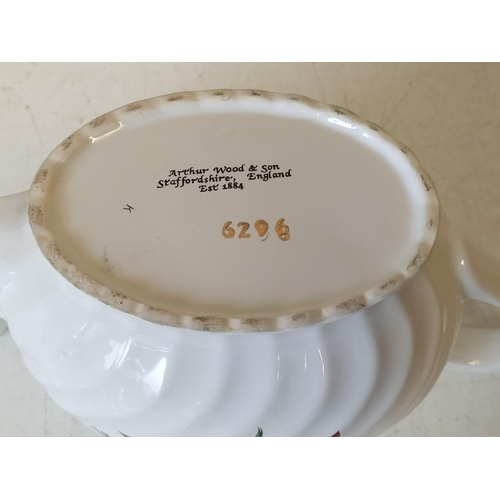 Arthur Wood & Son
Staffordshire, England
Est 1884
K
6296